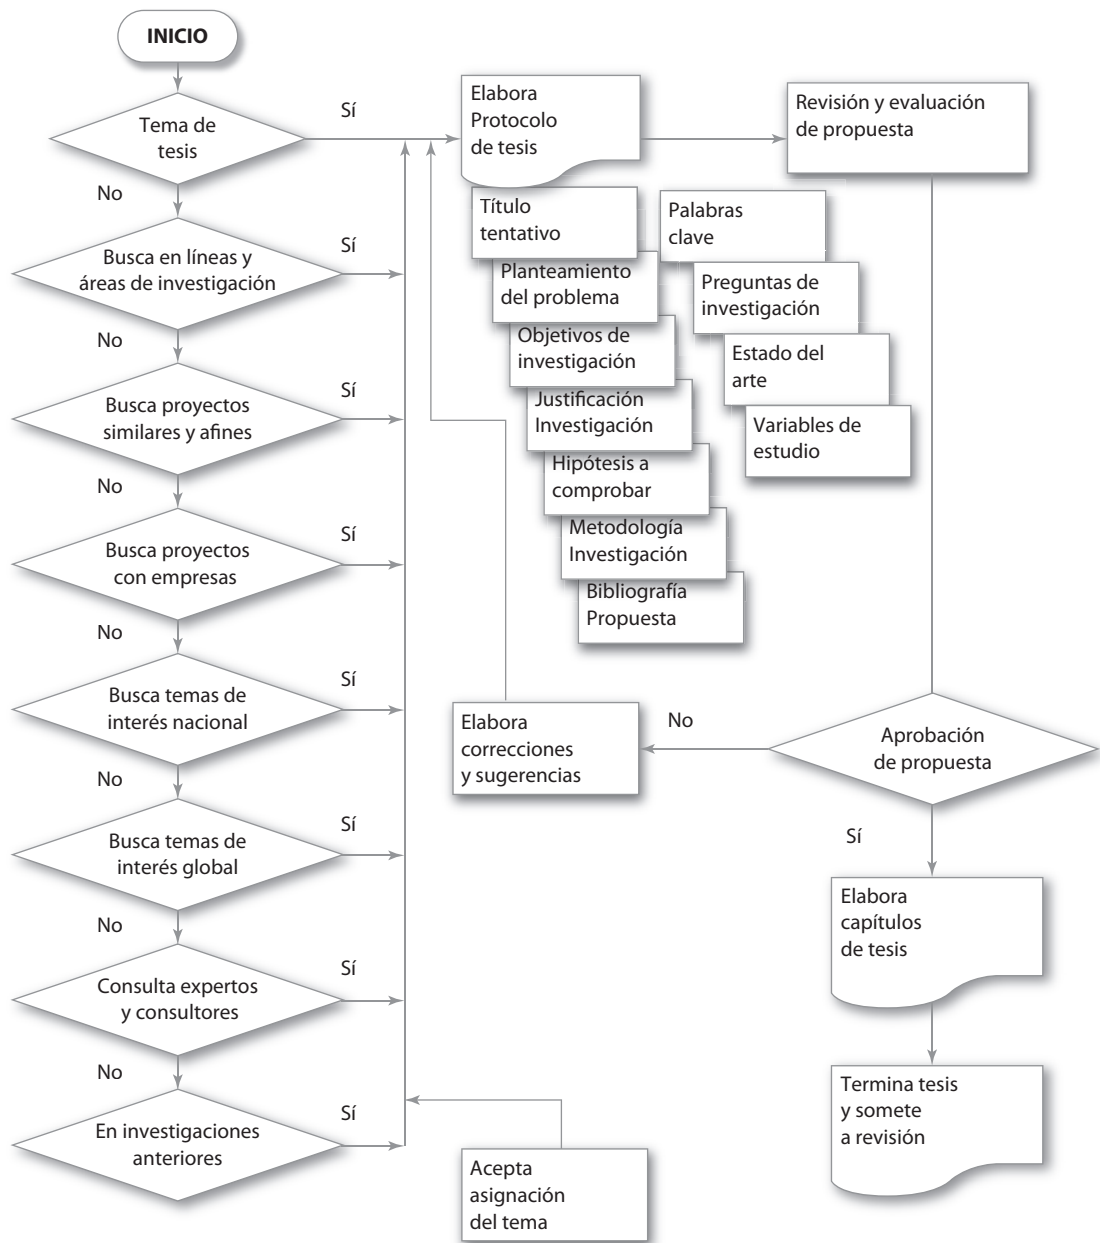 INICIO
Tema de
tesis
Sí
No
Busca en líneas y
áreas de investigación
Sí
No
Busca proyectos
similares y afines
Sí
No
Busca proyectos
con empresas
Sí
No
Busca temas de
interés nacional
Sí
No
Busca temas de
interés global
Sí
No
Consulta expertos
y consultores
Sí
No
En investigaciones
anteriores
Sí
Acepta
asignación
del tema
Elabora
Protocolo
de tesis
Título
tentativo
Planteamiento
del problema
Objetivos de
investigación
Justificación
Investigación
Hipótesis a
comprobar
Metodología
Investigación
Bibliografía
Propuesta
Palabras
clave
Preguntas de
investigación
Estado del
arte
Variables de
estudio
Revisión y evaluación
de propuesta
Aprobación
de propuesta
No
Elabora
correcciones
y sugerencias
Sí
Elabora
capítulos
de tesis
Termina tesis
y somete
a revisión